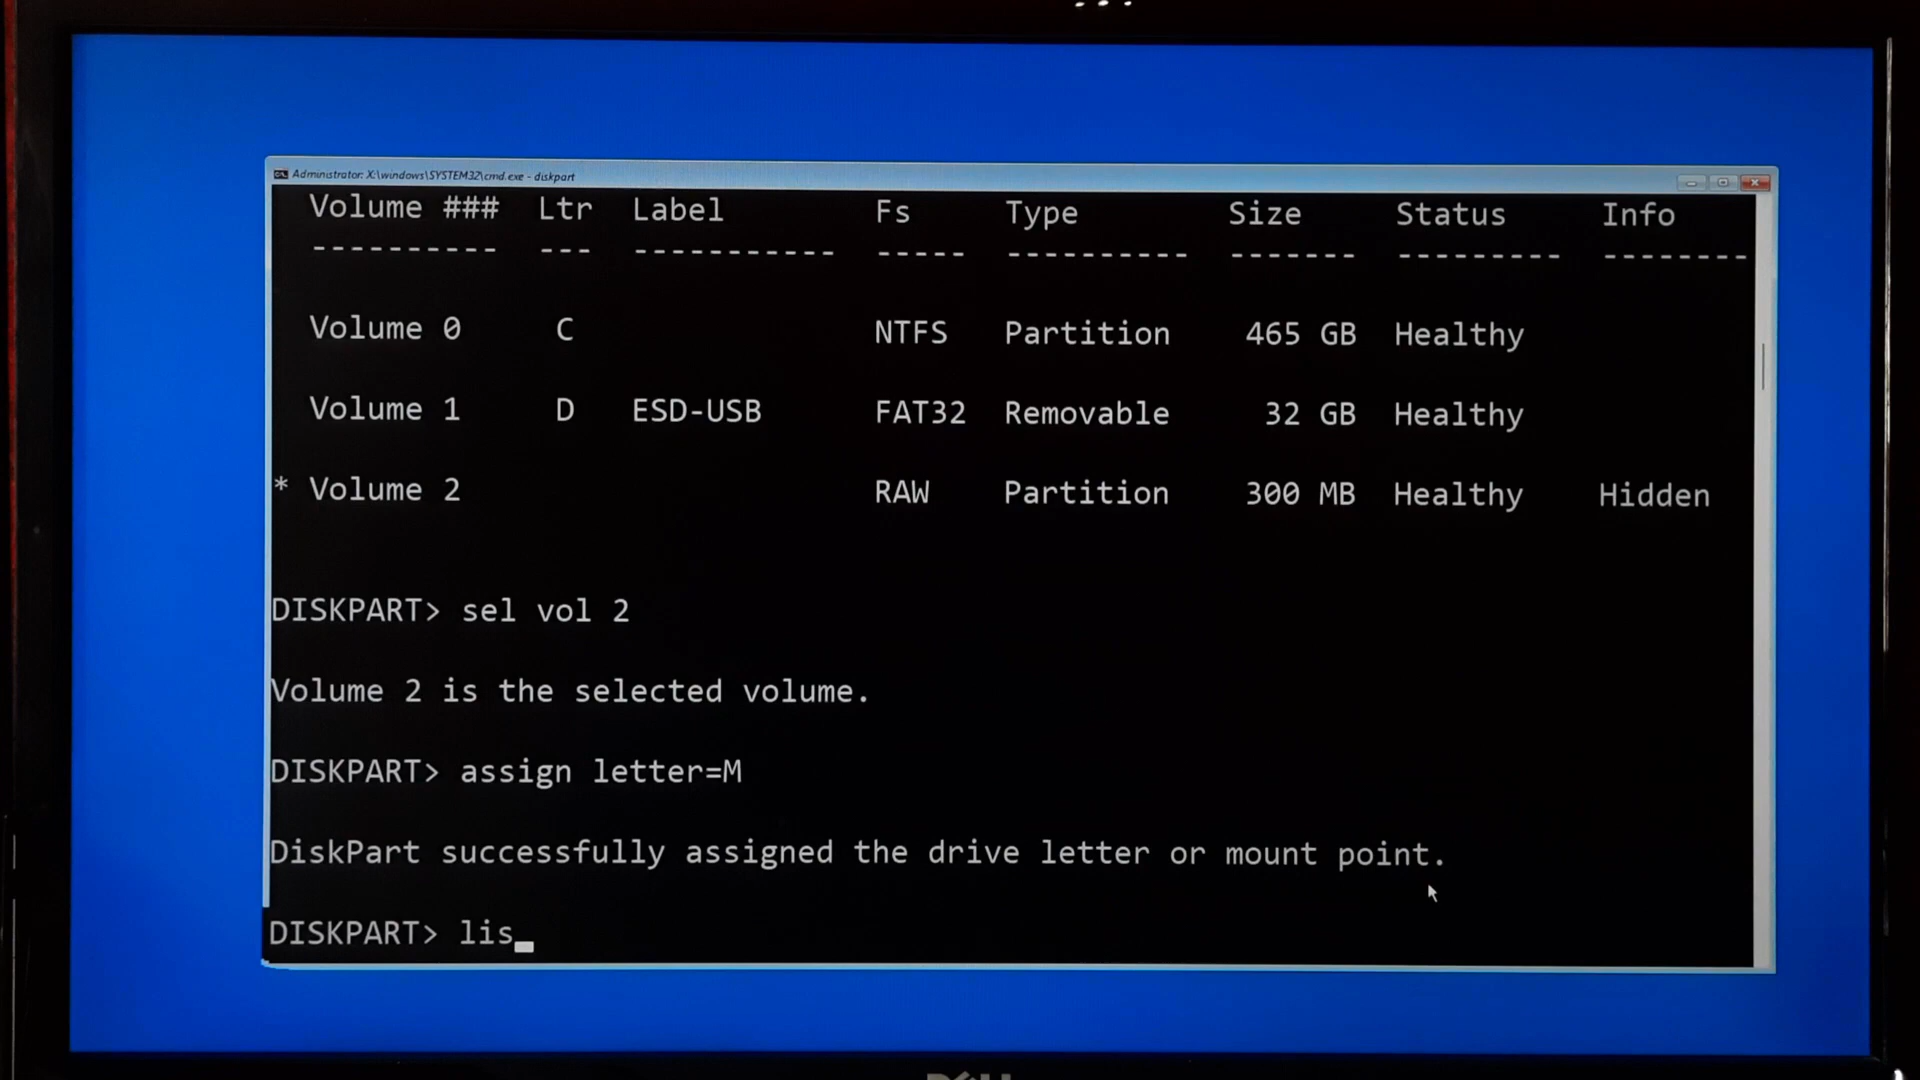 Administrator: X:\windows\SYSTEM32\cmd.exe - diskpart
Volume ### Ltr Label Fs Type Size Status Info
---------- --- ----------- ----- ---------- ------- --------- --------
Volume 0 C NTFS Partition 465 GB Healthy
Volume 1 D ESD-USB FAT32 Removable 32 GB Healthy
* Volume 2 RAW Partition 300 MB Healthy Hidden
DISKPART> sel vol 2
Volume 2 is the selected volume.
DISKPART> assign letter=M
DiskPart successfully assigned the drive letter or mount point.
DISKPART> lis